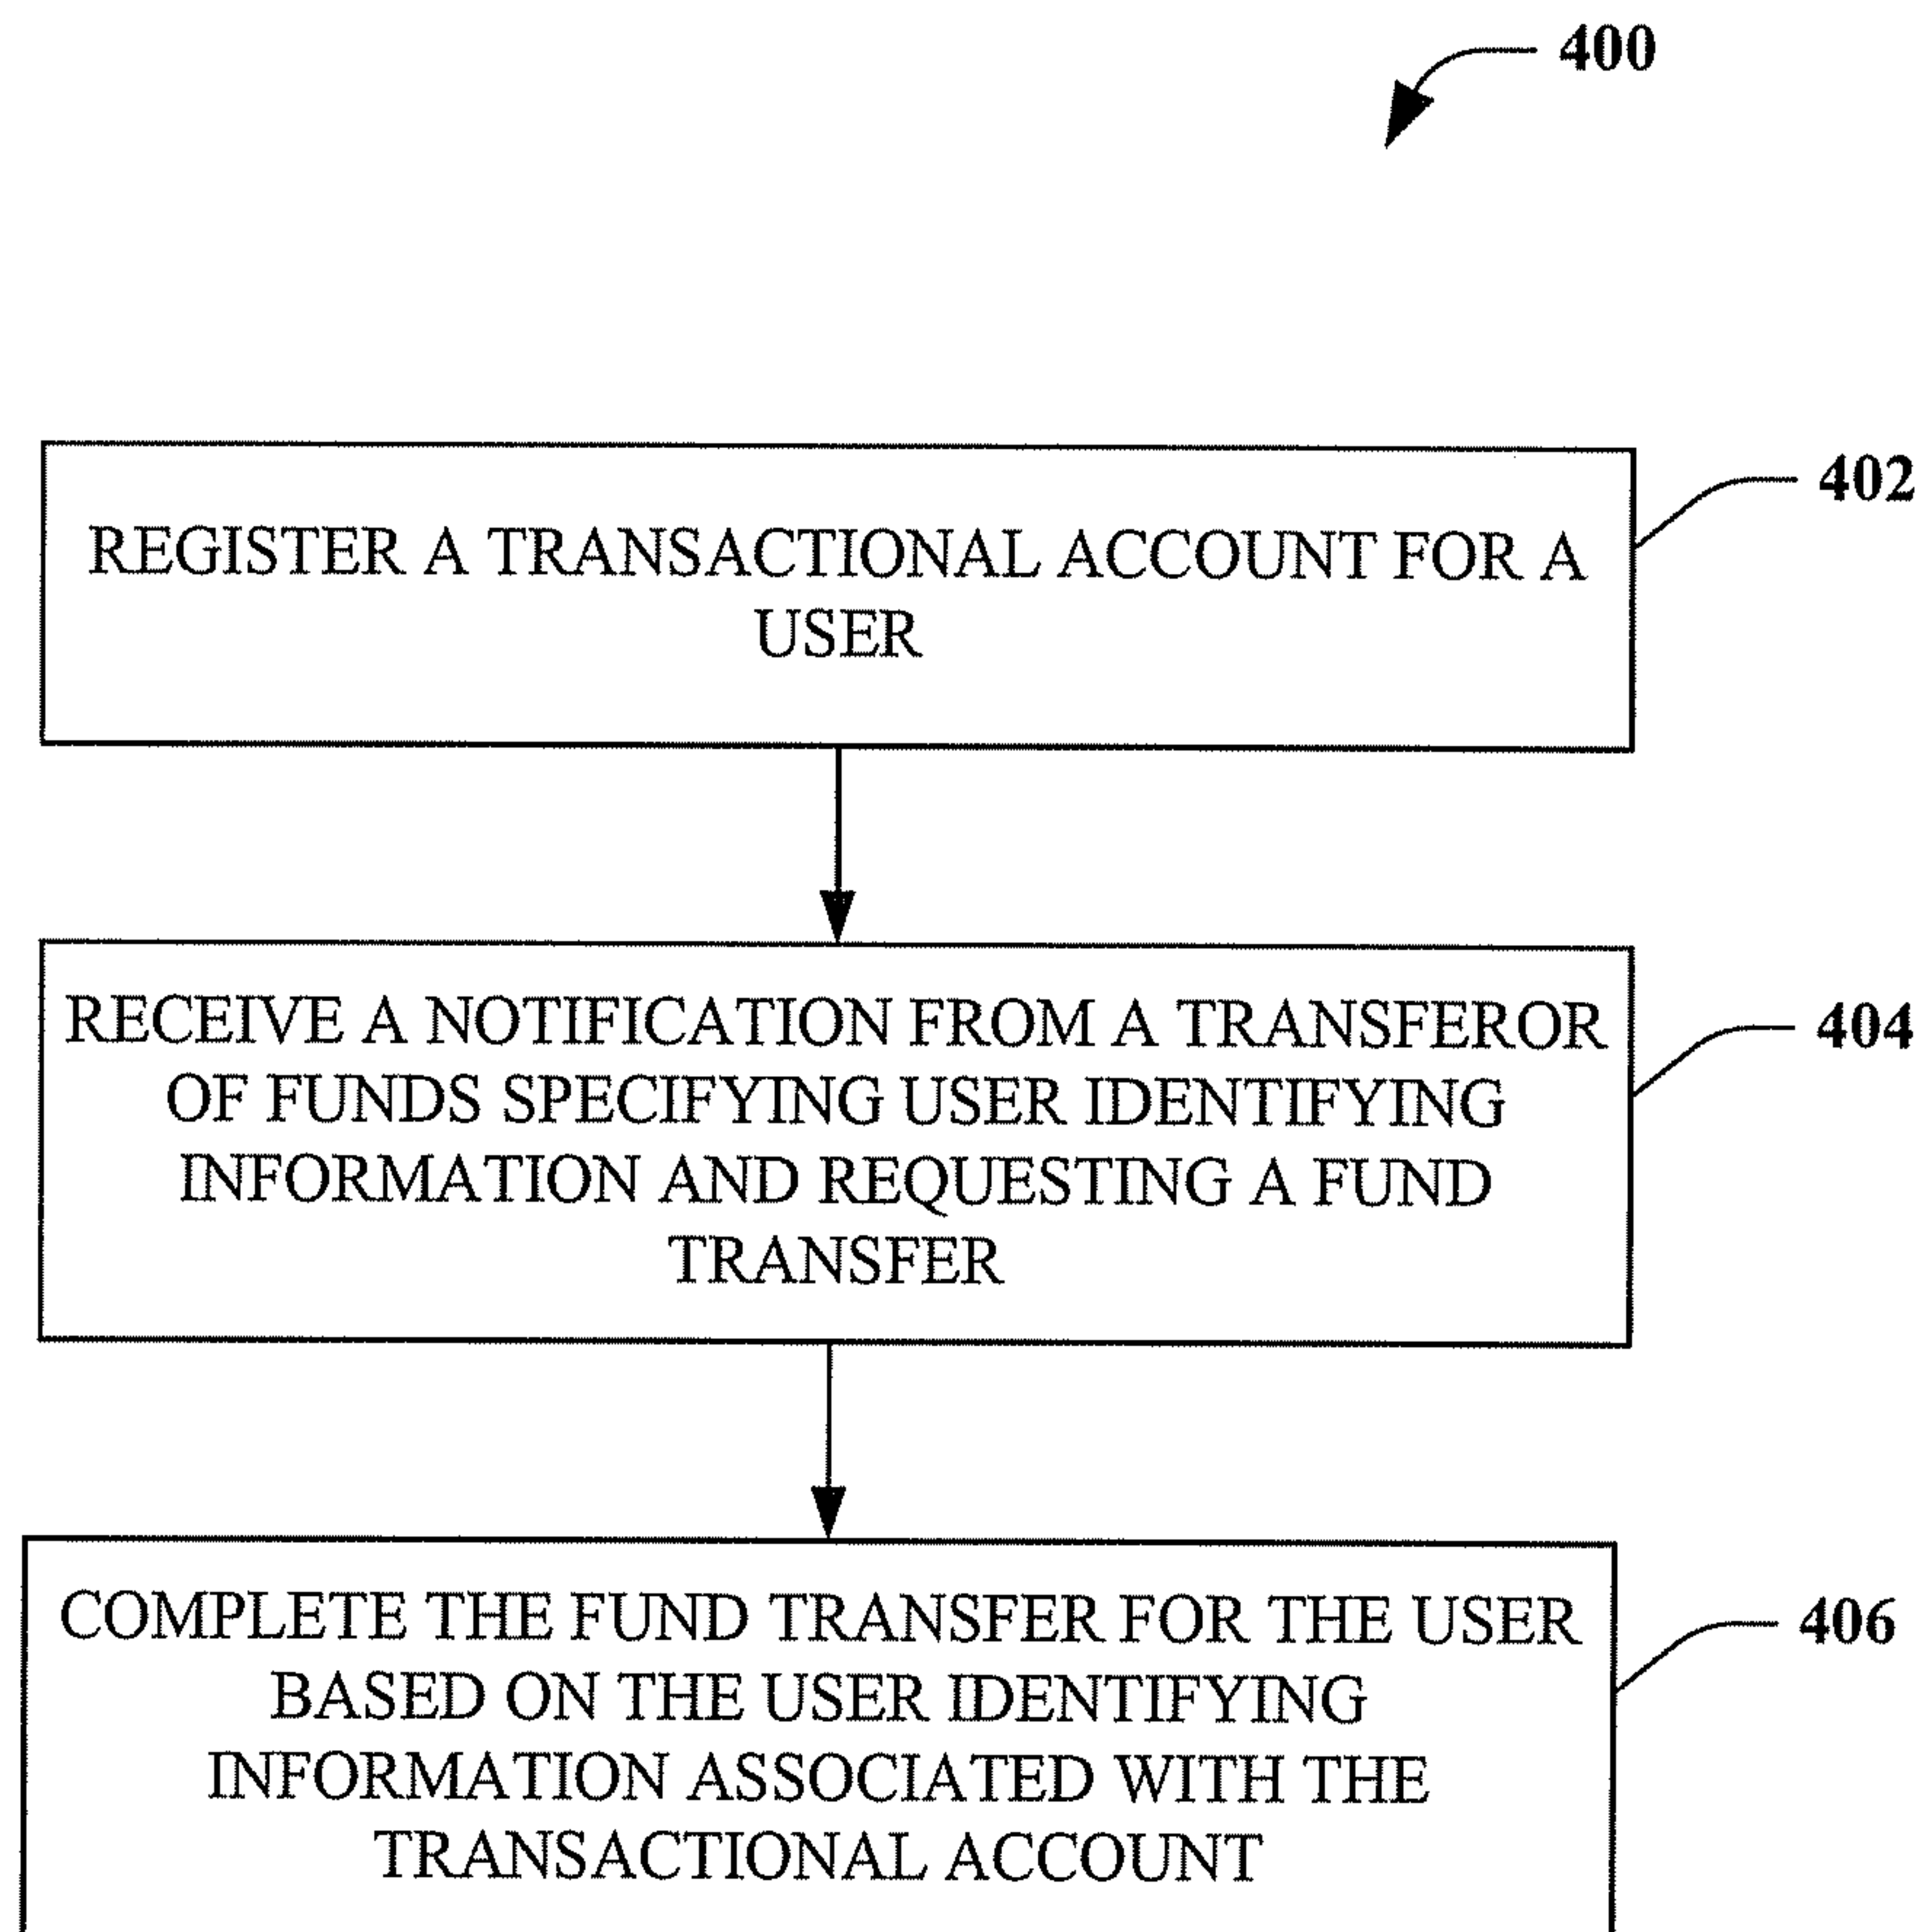 400
REGISTER A TRANSACTIONAL ACCOUNT FOR A
USER
402
RECEIVE A NOTIFICATION FROM A TRANSFEROR
OF FUNDS SPECIFYING USER IDENTIFYING
INFORMATION AND REQUESTING A FUND
TRANSFER
404
COMPLETE THE FUND TRANSFER FOR THE USER
BASED ON THE USER IDENTIFYING
INFORMATION ASSOCIATED WITH THE
TRANSACTIONAL ACCOUNT
406